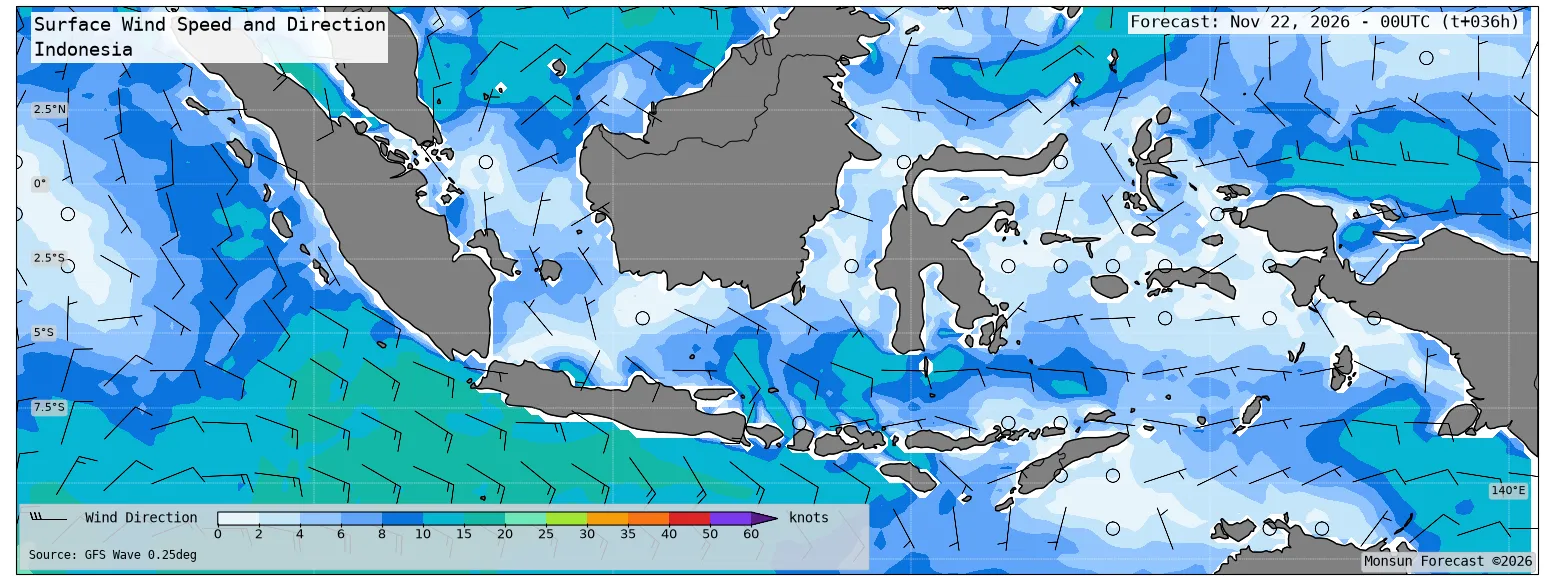 Surface Wind Speed and Direction
Indonesia
Forecast: Nov 22, 2026 - 00UTC (t+036h)
2.5°N
0°
2.5°S
5°S
7.5°S
140°E
Wind Direction
knots
0 2 4 6 8 10 15 20 25 30 35 40 50 60
Source: GFS Wave 0.25deg
Monsun Forecast ©2026